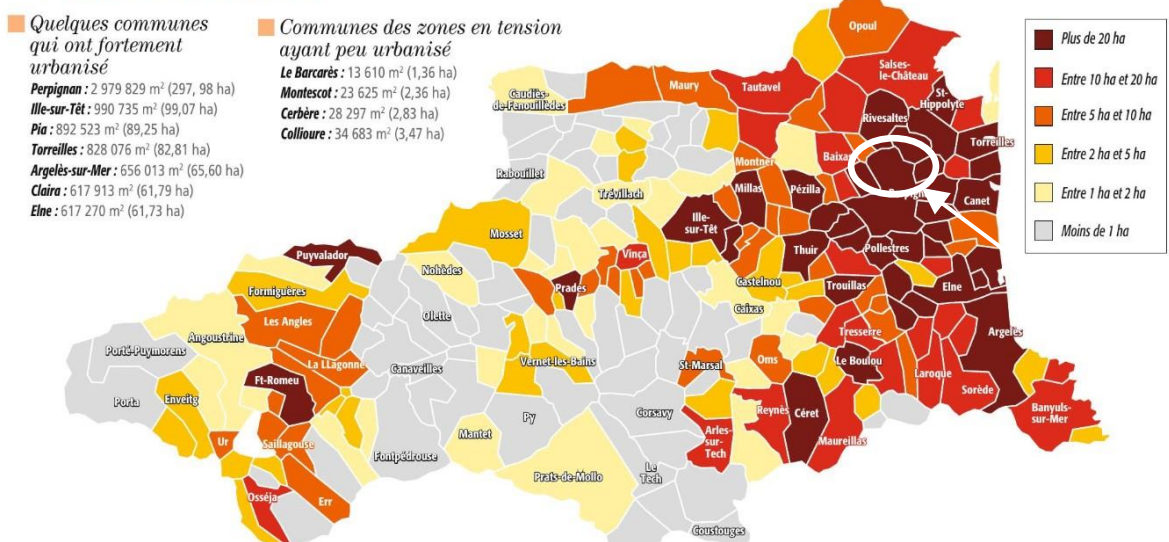 Quelques communes
qui ont fortement
urbanisé
Perpignan : 2 979 829 m² (297, 98 ha)
Ille-sur-Têt : 990 735 m² (99,07 ha)
Pia : 892 523 m² (89,25 ha)
Torreilles : 828 076 m² (82,81 ha)
Argelès-sur-Mer : 656 013 m² (65,60 ha)
Claira : 617 913 m² (61,79 ha)
Elne : 617 270 m² (61,73 ha)
Communes des zones en tension
ayant peu urbanisé
Le Barcarès : 13 610 m² (1,36 ha)
Montescot : 23 625 m² (2,36 ha)
Cerbère : 28 297 m² (2,83 ha)
Collioure : 34 683 m² (3,47 ha)
Plus de 20 ha
Entre 10 ha et 20 ha
Entre 5 ha et 10 ha
Entre 2 ha et 5 ha
Entre 1 ha et 2 ha
Moins de 1 ha
Opoul
Salses-
le-Château
Caudiès-
de-Fenouillèdes
Maury
Tautavel
St-
Hippolyte
Rivesaltes
Torreilles
Montner
Baixas
Rabouillet
Trévillach
Millas
Pézilla
Canet
Ille-
sur-Têt
Mosset
Pollestres
Puyvalador
Vinça
Thuir
Nohèdes
Castelnou
Formiguères
Prades
Trouillas
Elne
Les Angles
Olette
Caixas
Angoustrine
Tresserre
Argelès
Porté-Puymorens
La LLagonne
Vernet-les-Bains
St-Marsal
Oms
Le Boulou
Canaveilles
Laroque
Ft-Romeu
Sorède
Porta
Enveitg
Py
Corsavy
Reynès
Céret
Banyuls-
sur-Mer
Ur
Saillagouse
Mantet
Arles-
sur-
Tech
Maureillas
Fontpédrouse
Prats-de-Mollo
Le
Tech
Osséja
Err
Coustouges